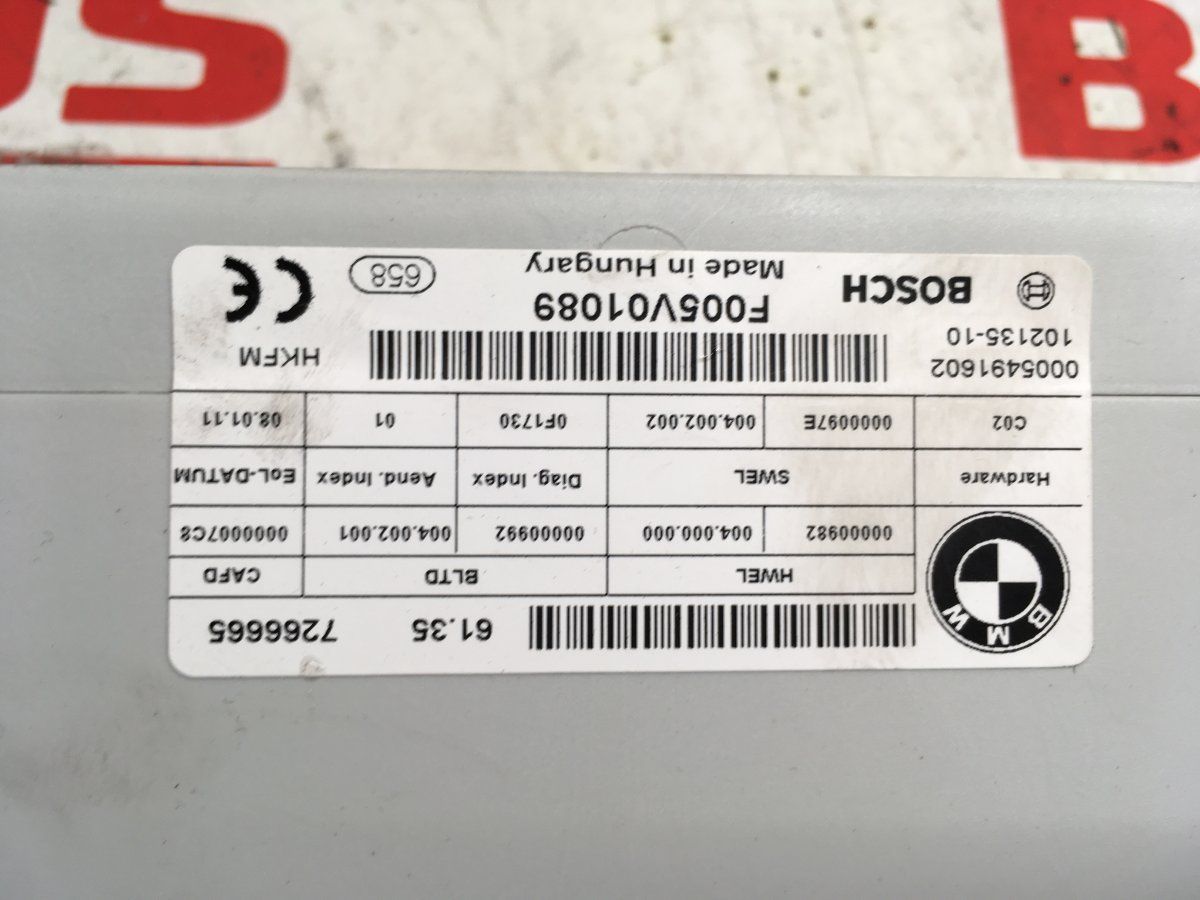 BMW 61.35 7266665
HWEL BLTD CAFD
00000982 004.000.000 00000992 004.002.001 000007C8
Hardware SWEL Diag. Index Aend. Index EoL-DATUM
C02 0000097E 004.002.002 0F1730 01 08.01.11
0005491602 HKFM
102135-10
F005V01089
BOSCH Made in Hungary 658 CE